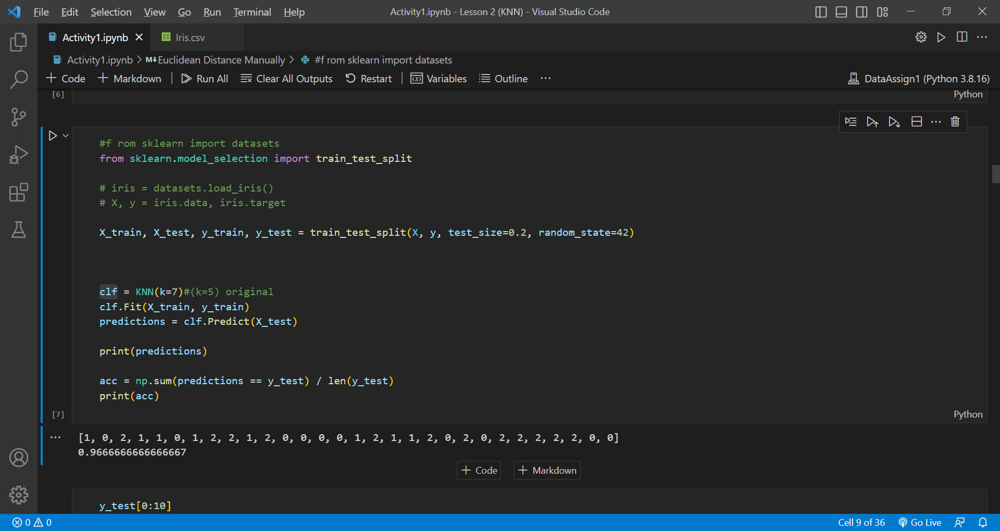 File Edit Selection View Go Run Terminal Help Activity1.ipynb - Lesson 2 (KNN) - Visual Studio Code
Activity1.ipynb Iris.csv
Activity1.ipynb > M↓Euclidean Distance Manually > #f rom sklearn import datasets
+ Code + Markdown | Run All Clear All Outputs Restart | Variables Outline ... DataAssign1 (Python 3.8.16)
[6] Python
#f rom sklearn import datasets
from sklearn.model_selection import train_test_split
# iris = datasets.load_iris()
# X, y = iris.data, iris.target
X_train, X_test, y_train, y_test = train_test_split(X, y, test_size=0.2, random_state=42)
clf = KNN(k=7)#(k=5) original
clf.Fit(X_train, y_train)
predictions = clf.Predict(X_test)
print(predictions)
acc = np.sum(predictions == y_test) / len(y_test)
print(acc)
[7] Python
... [1, 0, 2, 1, 1, 0, 1, 2, 2, 1, 2, 0, 0, 0, 0, 1, 2, 1, 1, 2, 0, 2, 0, 2, 2, 2, 2, 2, 0, 0]
0.9666666666666667
+ Code + Markdown
y_test[0:10]
0 0 Cell 9 of 36 Go Live